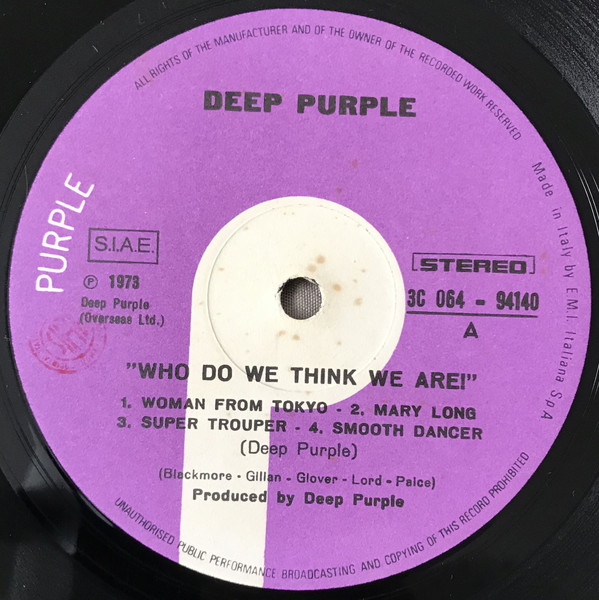 ALL RIGHTS OF THE MANUFACTURER AND OF THE OWNER OF THE RECORDED WORK RESERVED
DEEP PURPLE
PURPLE
S.I.A.E.
℗ 1973
Deep Purple
(Overseas Ltd.)
STEREO
3C 064 - 94140
A
Made in Italy by E.M.I. Italiana SpA
"WHO DO WE THINK WE ARE!"
1. WOMAN FROM TOKYO - 2. MARY LONG
3. SUPER TROUPER - 4. SMOOTH DANCER
(Deep Purple)
(Blackmore - Gillan - Glover - Lord - Paice)
Produced by Deep Purple
UNAUTHORISED PUBLIC PERFORMANCE BROADCASTING AND COPYING OF THIS RECORD PROHIBITED